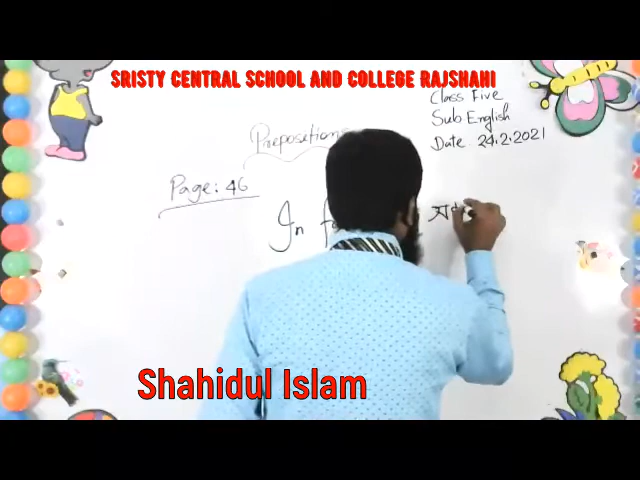 SRISTY CENTRAL SCHOOL AND COLLEGE RAJSHAHI
Class Five
Sub English
Date 24.2.2021
Prepositions
Page: 46
In
Shahidul Islam